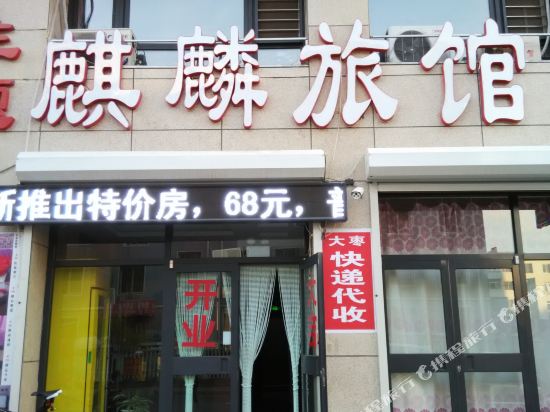 麒麟旅馆
新推出特价房，68元，
大枣
快递代收
开业
携程旅行